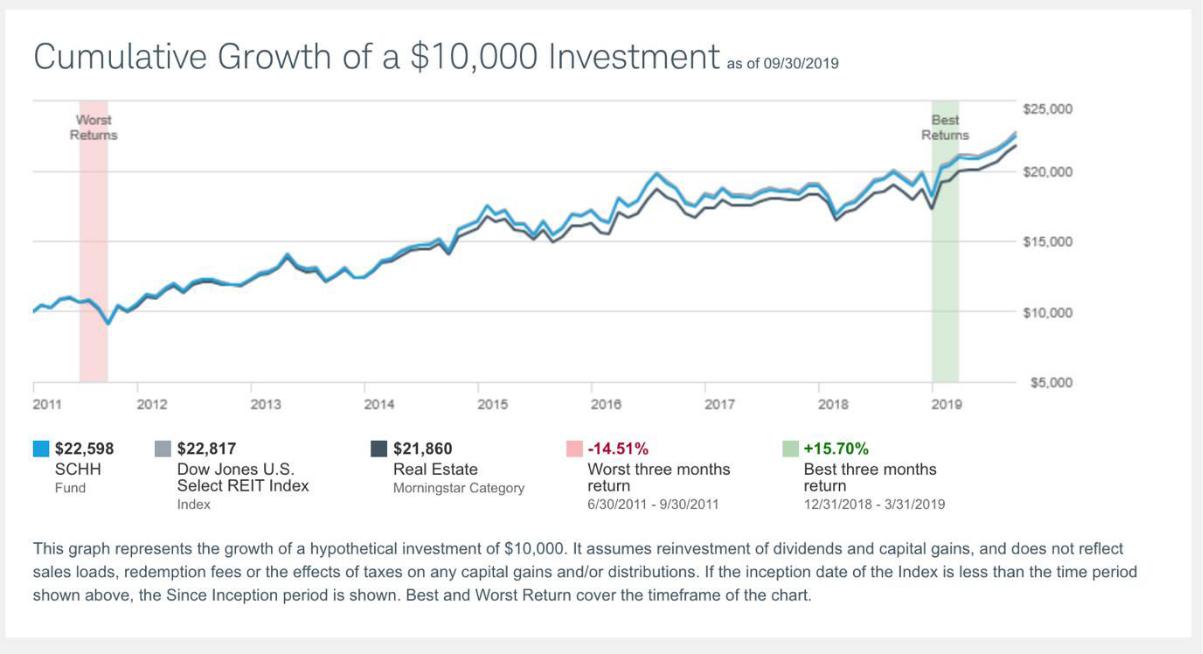 Cumulative Growth of a $10,000 Investment as of 09/30/2019
Worst
Returns
Best
Returns
$25,000
$20,000
$15,000
$10,000
$5,000
2011 2012 2013 2014 2015 2016 2017 2018 2019
$22,598
SCHH
Fund
$22,817
Dow Jones U.S.
Select REIT Index
Index
$21,860
Real Estate
Morningstar Category
-14.51%
Worst three months
return
6/30/2011 - 9/30/2011
+15.70%
Best three months
return
12/31/2018 - 3/31/2019
This graph represents the growth of a hypothetical investment of $10,000. It assumes reinvestment of dividends and capital gains, and does not reflect
sales loads, redemption fees or the effects of taxes on any capital gains and/or distributions. If the inception date of the Index is less than the time period
shown above, the Since Inception period is shown. Best and Worst Return cover the timeframe of the chart.